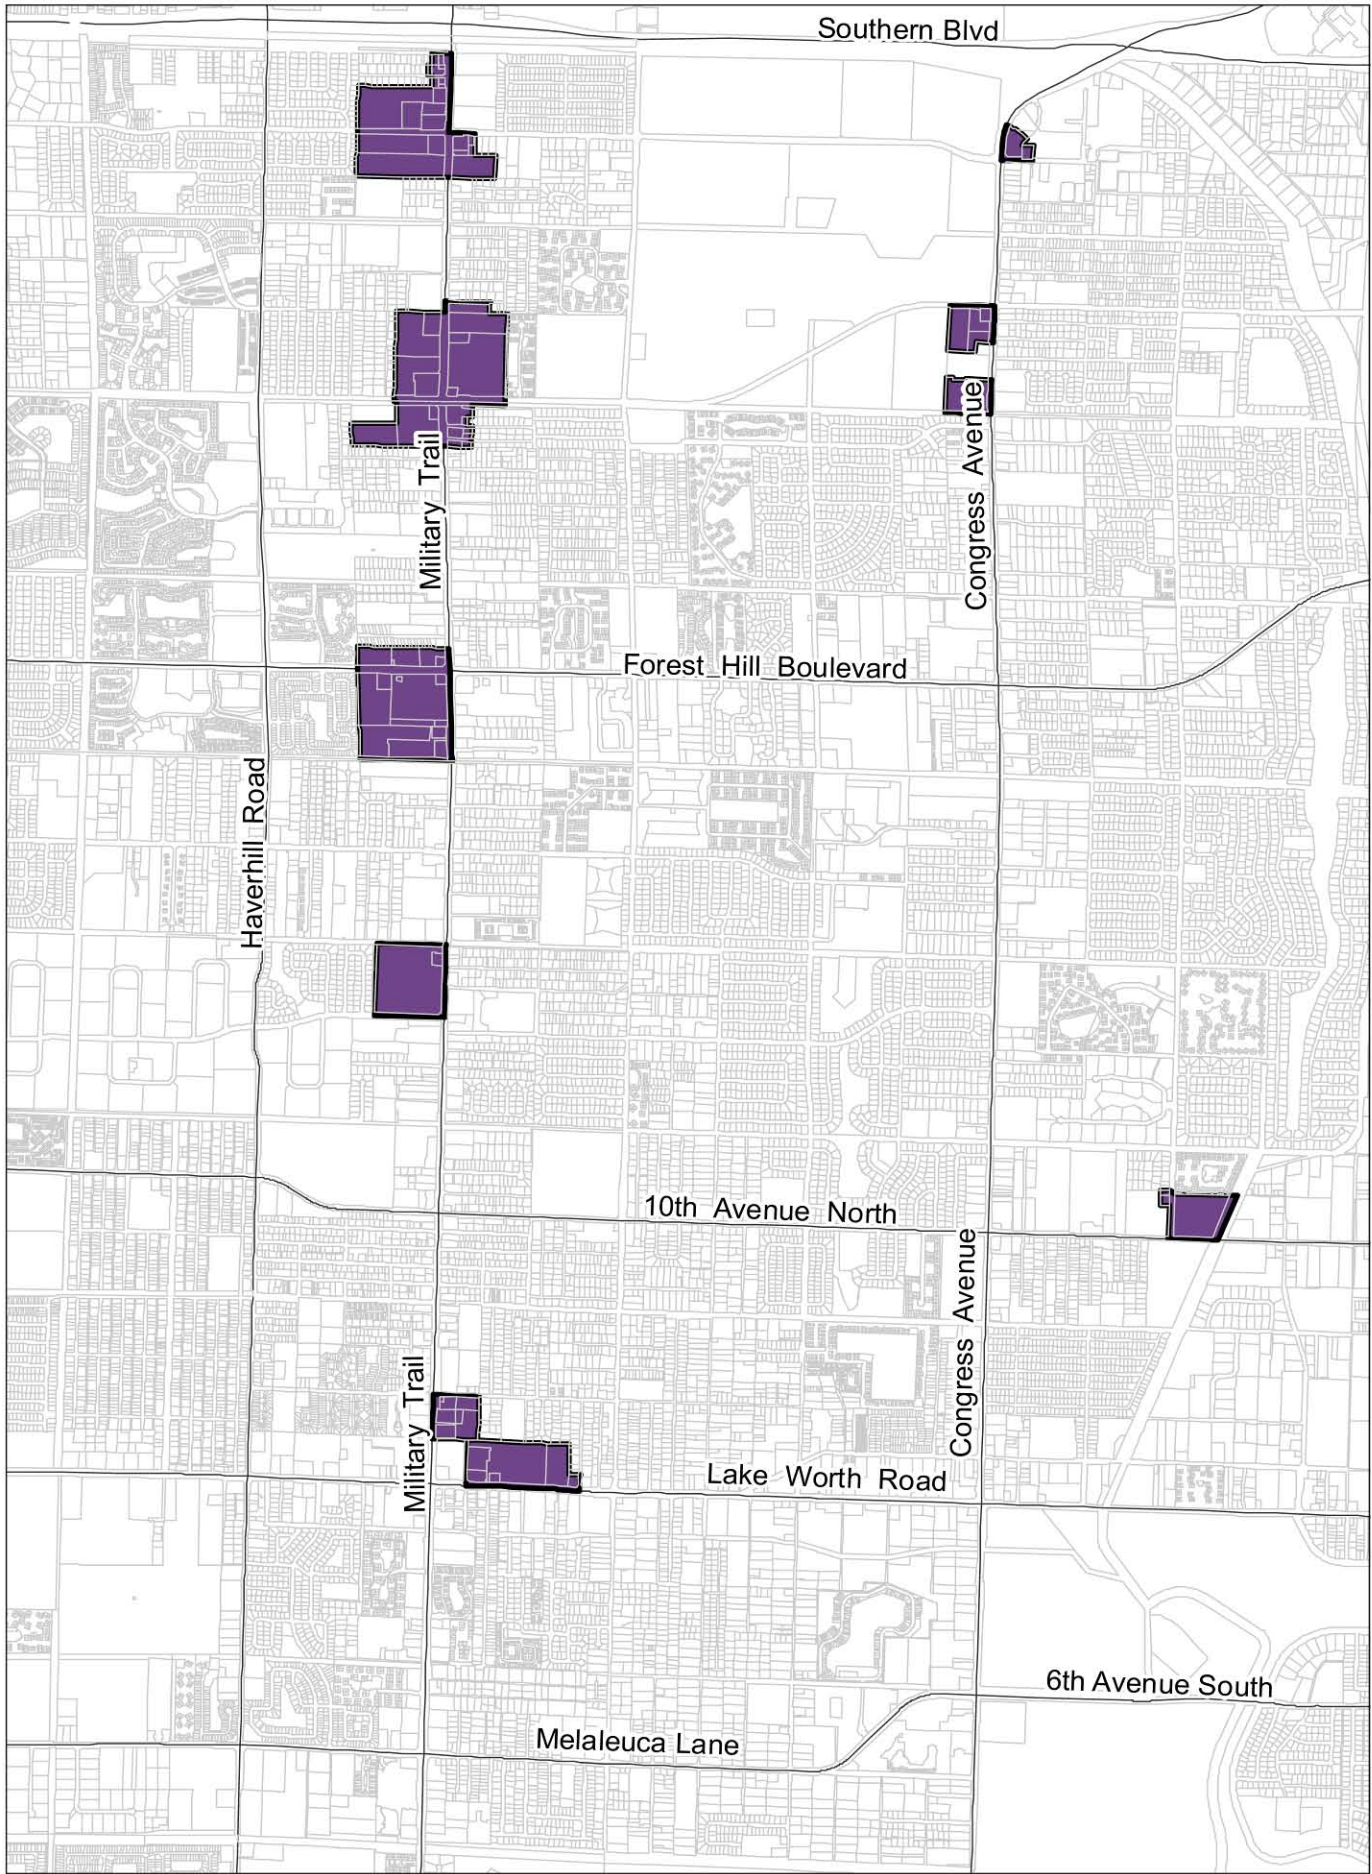 Southern Blvd
Military Trail
Congress Avenue
Forest Hill Boulevard
Haverhill Road
10th Avenue North
Congress Avenue
Military Trail
Lake Worth Road
6th Avenue South
Melaleuca Lane